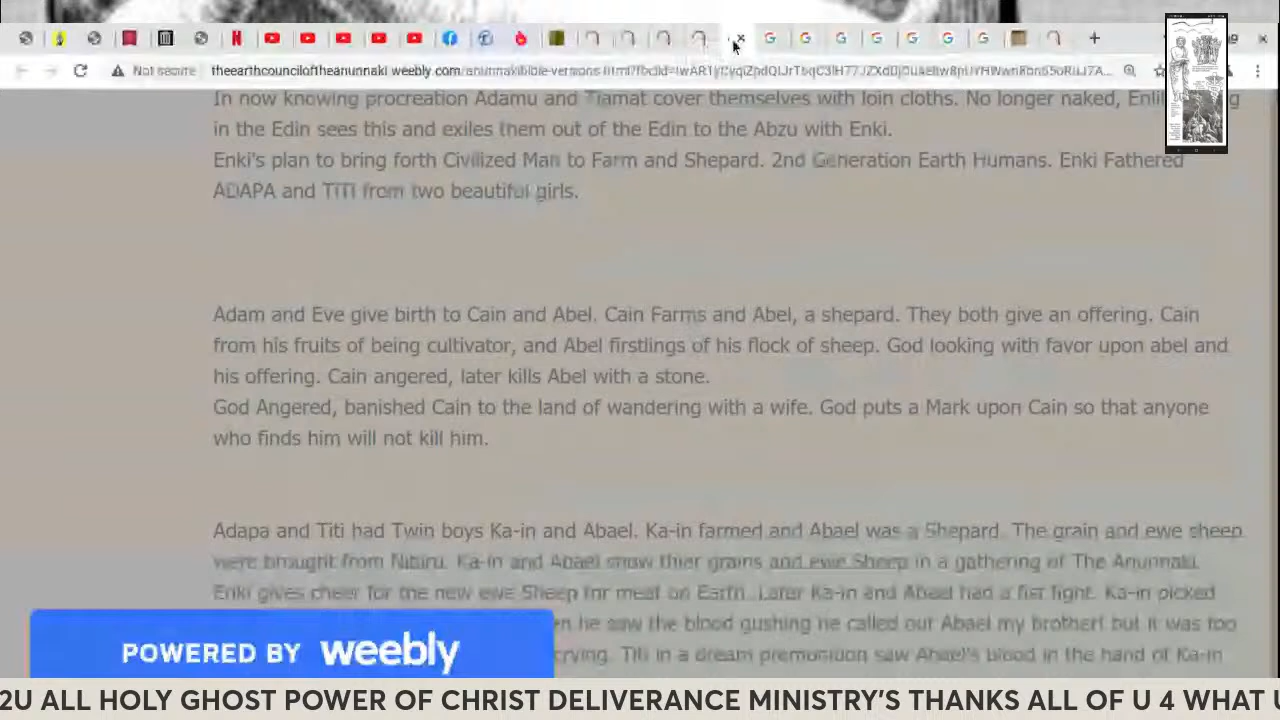 Not secure theearthcounciloftheanunnaki.weebly.com
In now knowing procreation Adamu and Tiamat cover themselves with loin cloths. No longer naked,
in the Edin sees this and exiles them out of the Edin to the Abzu with Enki.
Enki's plan to bring forth Civilized Man to Farm and Shepard. 2nd Generation Earth Humans. Enki Fathered
ADAPA and TITI from two beautiful girls.
Adam and Eve give birth to Cain and Abel. Cain Farms and Abel, a shepard. They both give an offering. Cain
from his fruits of being cultivator, and Abel firstlings of his flock of sheep. God looking with favor upon abel and
his offering. Cain angered, later kills Abel with a stone.
God Angered, banished Cain to the land of wandering with a wife. God puts a Mark upon Cain so that anyone
who finds him will not kill him.
Adapa and Titi had Twin boys Ka-in and Abael. Ka-in farmed and Abael was a Shepard. The grain and ewe sheep
were brought from Nibiru. Ka-in and Abael show thier grains and ewe Sheep in a gathering of The Anunnaki.
Enki gives cheer for the new ewe Sheep for meat on Earth. Later Ka-in and Abael had a fist fight. Ka-in picked
he saw the blood gushing he called out Abael my brother! but it was too
crying. Titi in a dream premonition saw Abael's blood in the hand of Ka-in
POWERED BY weebly
2U ALL HOLY GHOST POWER OF CHRIST DELIVERANCE MINISTRY'S THANKS ALL OF U 4 WHAT U